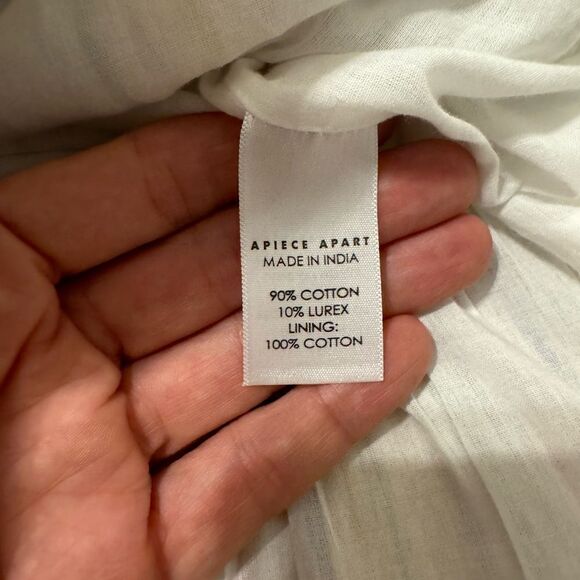 APIECE APART
MADE IN INDIA
90% COTTON
10% LUREX
LINING:
100% COTTON